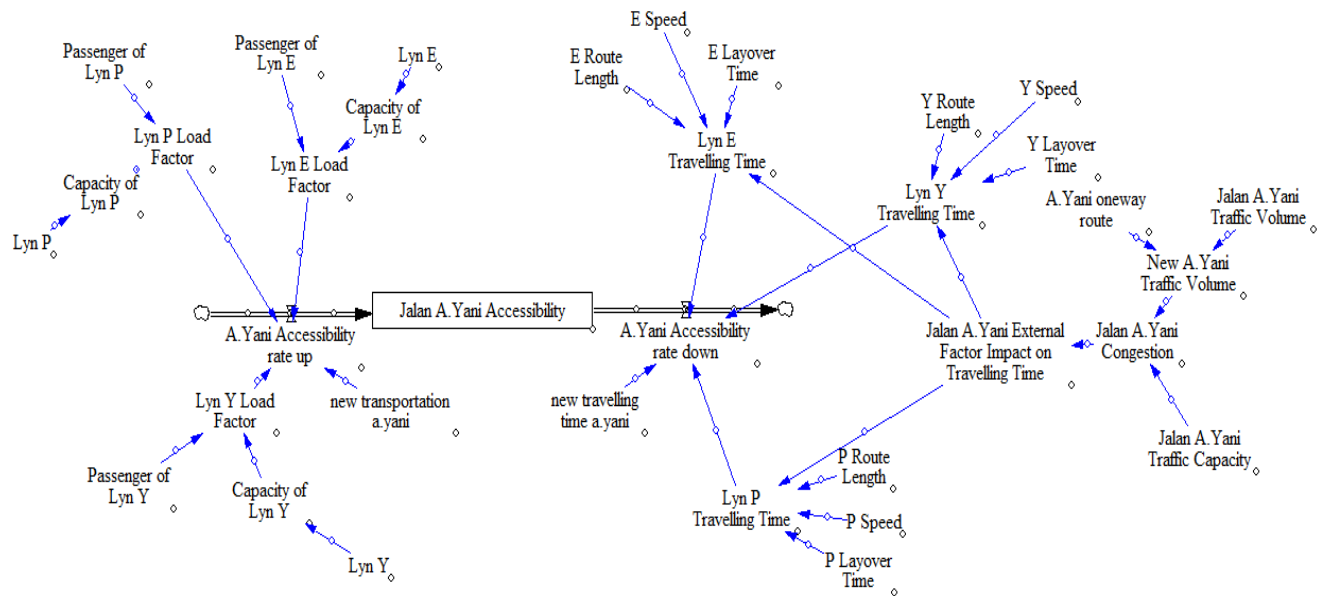 E Speed
Passenger of
Lyn P
Passenger of
Lyn E
Lyn E
E Route
Length
E Layover
Time
Capacity of
Lyn E
Y Route
Length
Y Speed
Lyn P Load
Factor
Lyn E Load
Factor
Lyn E
Travelling Time
Y Layover
Time
Capacity of
Lyn P
Lyn Y
Travelling Time
A.Yani oneway
route
Jalan A.Yani
Traffic Volume
Lyn P
New A.Yani
Traffic Volume
Jalan A.Yani Accessibility
A.Yani Accessibility
rate up
A.Yani Accessibility
rate down
Jalan A.Yani External
Factor Impact on
Travelling Time
Jalan A.Yani
Congestion
Lyn Y Load
Factor
new transportation
a.yani
new travelling
time a.yani
Jalan A.Yani
Traffic Capacity
Passenger of
Lyn Y
Capacity of
Lyn Y
P Route
Length
Lyn P
Travelling Time
P Speed
Lyn Y
P Layover
Time